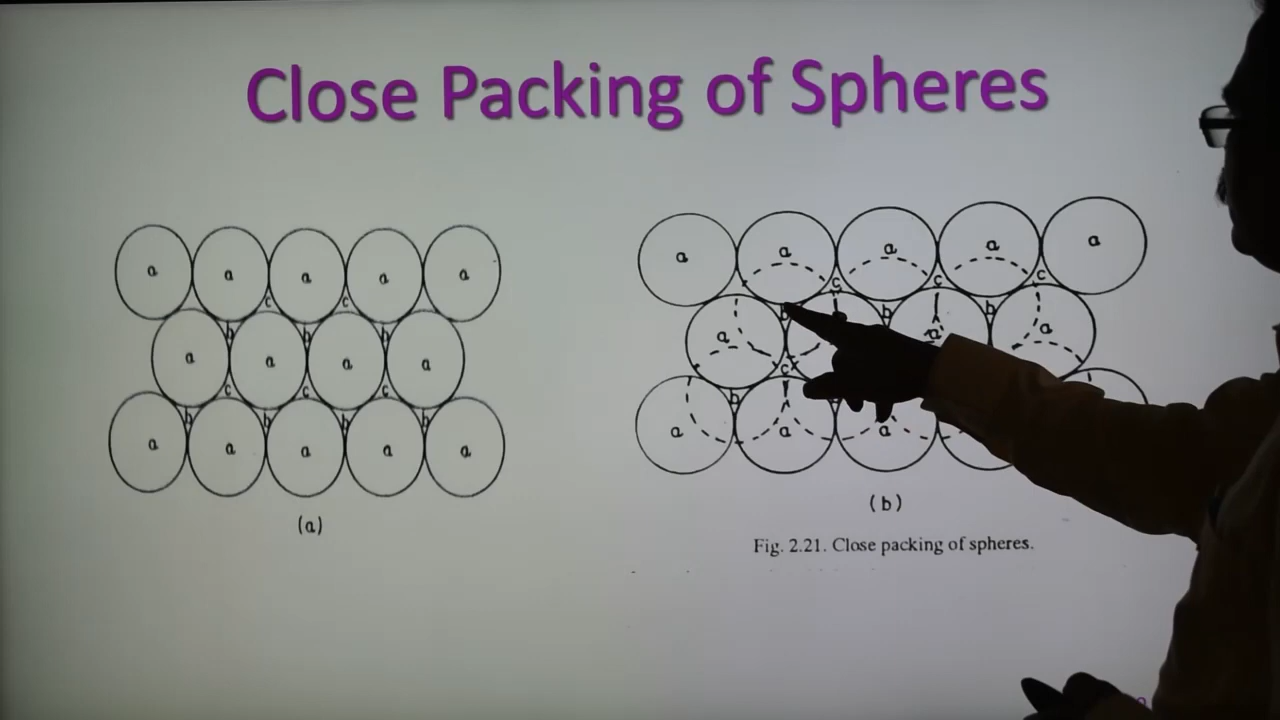 Close Packing of Spheres
a a a a a
c c
b b b
a a a a
c c c
b b b b
a a a a a
(a)
a a a a a
c c c
b b b
a a a
c
b
a a a
(b)
Fig. 2.21. Close packing of spheres.